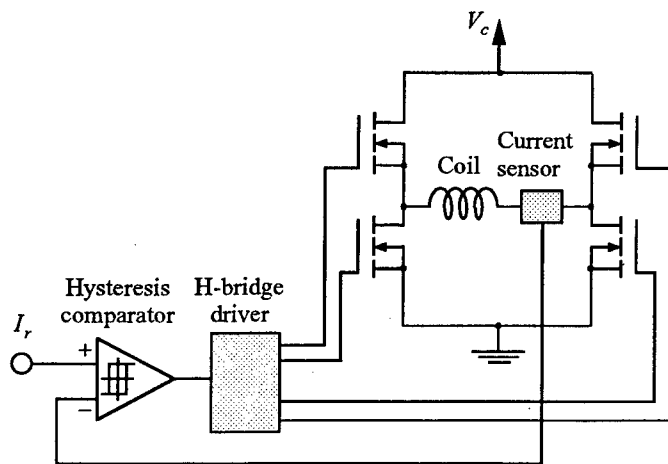 V_c
Current
sensor
Coil
Hysteresis
comparator
H-bridge
driver
I_r
+
−